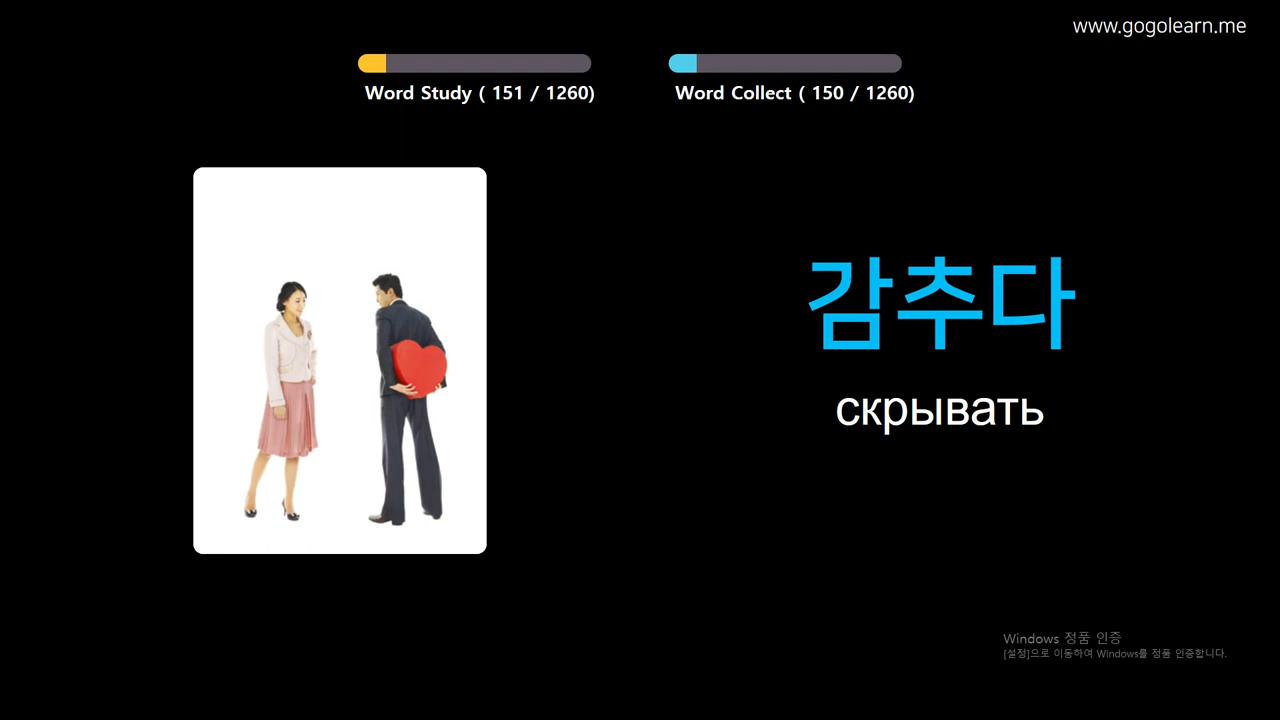 www.gogolearn.me
Word Study ( 151 / 1260)
Word Collect ( 150 / 1260)
감추다
скрывать
Windows 정품 인증
[설정]으로 이동하여 Windows를 정품 인증합니다.